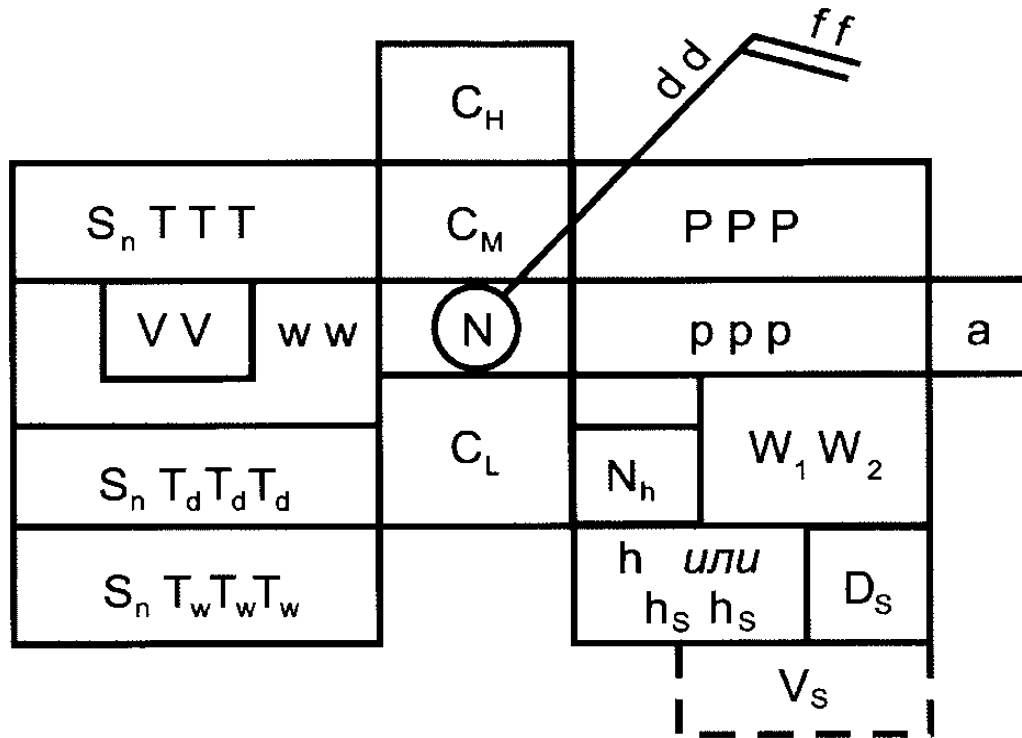 f f
d d
C_H
S_n T T T C_M P P P
V V w w N p p p a
S_n T_d T_d T_d C_L N_h W_1 W_2
S_n T_w T_w T_w h или D_S
h_S h_S
V_S